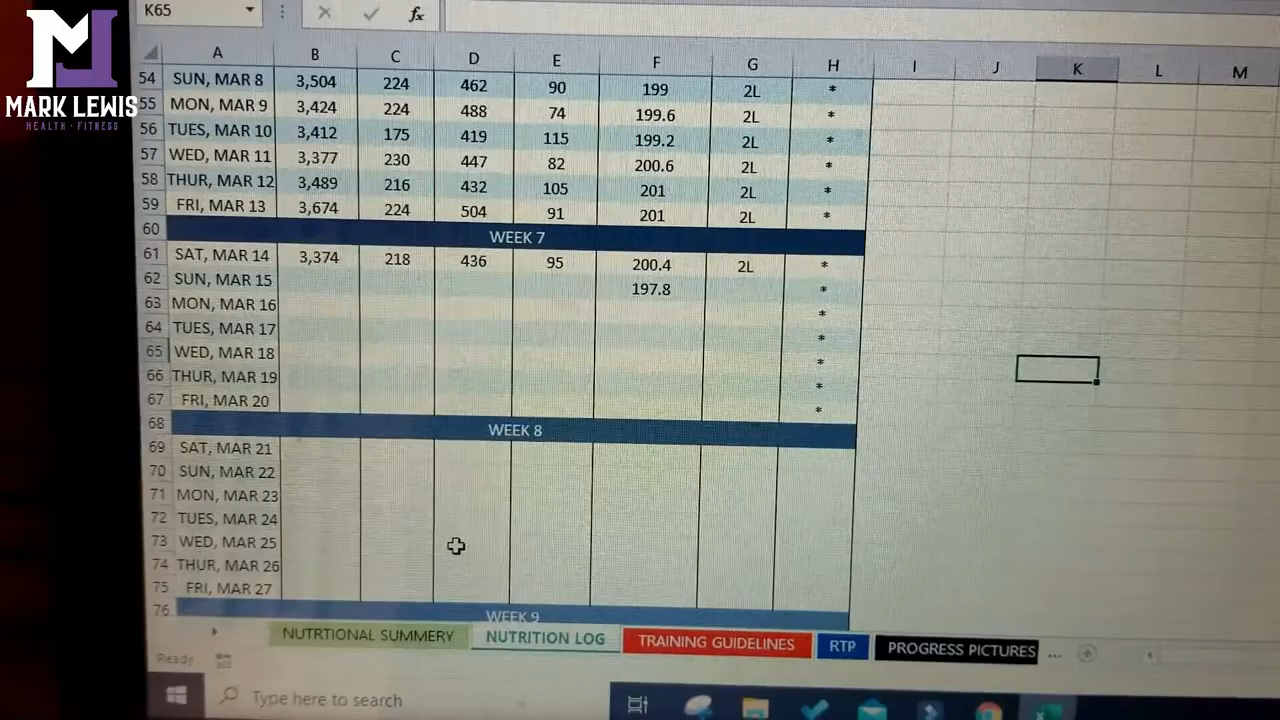 ML
MARK LEWIS
HEALTH · FITNESS
K65 fx
A B C D E F G H I J K L M
54 SUN, MAR 8 3,504 224 462 90 199 2L *
55 MON, MAR 9 3,424 224 488 74 199.6 2L *
56 TUES, MAR 10 3,412 175 419 115 199.2 2L *
57 WED, MAR 11 3,377 230 447 82 200.6 2L *
58 THUR, MAR 12 3,489 216 432 105 201 2L *
59 FRI, MAR 13 3,674 224 504 91 201 2L *
60 WEEK 7
61 SAT, MAR 14 3,374 218 436 95 200.4 2L *
62 SUN, MAR 15 197.8 *
63 MON, MAR 16 *
64 TUES, MAR 17 *
65 WED, MAR 18 *
66 THUR, MAR 19 *
67 FRI, MAR 20 *
68 WEEK 8
69 SAT, MAR 21
70 SUN, MAR 22
71 MON, MAR 23
72 TUES, MAR 24
73 WED, MAR 25
74 THUR, MAR 26
75 FRI, MAR 27
76 WEEK 9
NUTRTIONAL SUMMERY NUTRITION LOG TRAINING GUIDELINES RTP PROGRESS PICTURES ...
Ready
Type here to search